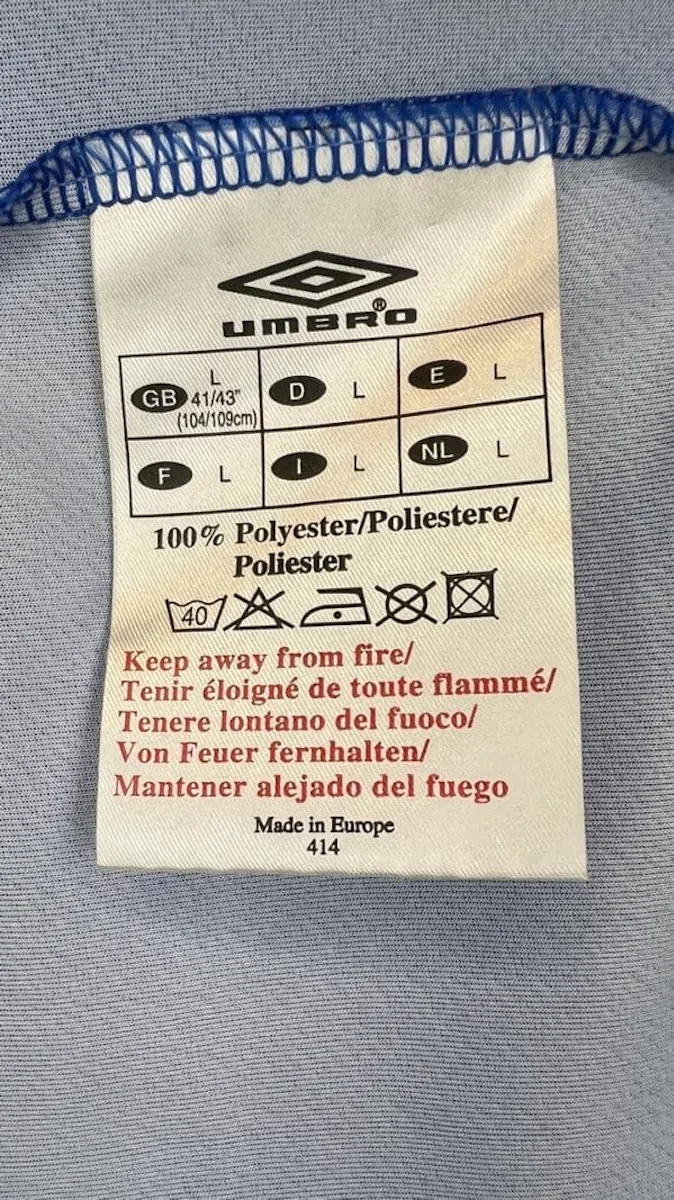 UMBRO®
GB L 41/43" (104/109cm)
D L
E L
F L
I L
NL L
100% Polyester/Poliestere/
Poliester
40
Keep away from fire/
Tenir éloigné de toute flammé/
Tenere lontano del fuoco/
Von Feuer fernhalten/
Mantener alejado del fuego
Made in Europe
414